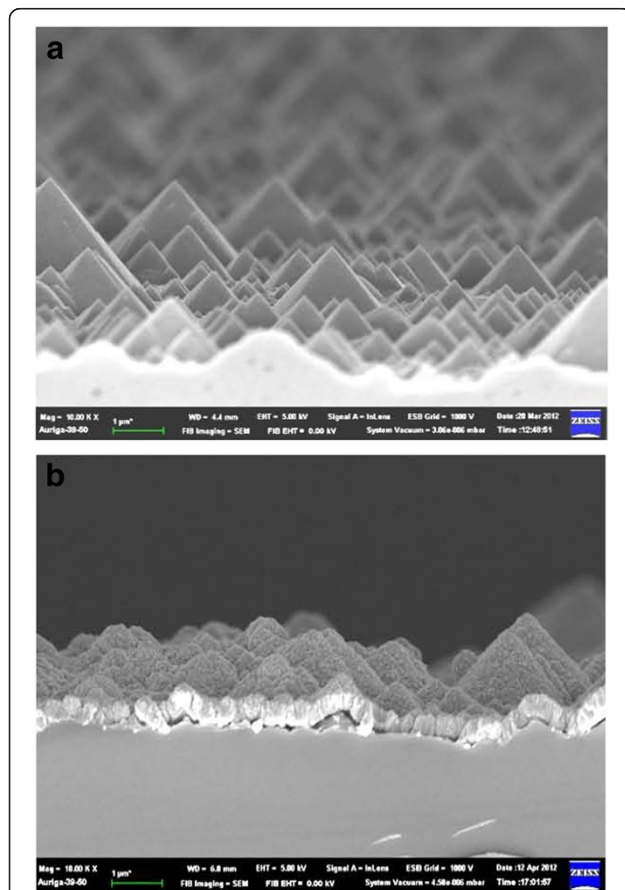 a
Mag = 10.00 K X 1 µm* WD = 4.4 mm EHT = 5.00 kV Signal A = InLens ESB Grid = 1000 V Date :20 Mar 2012 ZEISS
Auriga-39-50 FIB Imaging = SEM FIB EHT = 0.00 kV System Vacuum = 3.06e-006 mbar Time :12:48:51
b
Mag = 10.00 K X 1 µm* WD = 6.8 mm EHT = 5.00 kV Signal A = InLens ESB Grid = 1000 V Date :12 Apr 2012 ZEISS
Auriga-39-50 FIB Imaging = SEM FIB EHT = 0.00 kV System Vacuum = 4.50e-006 mbar Time :17:01:57